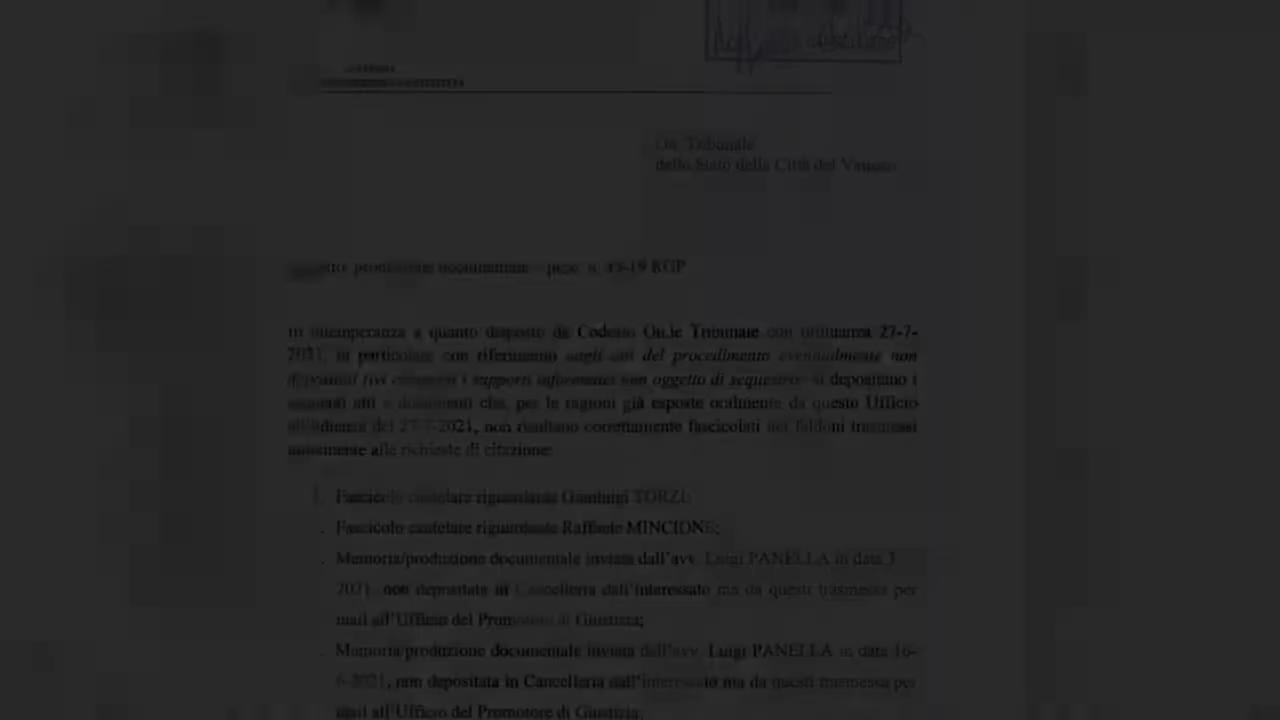 On. Tribunale
dello Stato della Città del Vaticano
produzione documentale - proc. n. 45-19 RGP
In ottemperanza a quanto disposto da Codesto On.le Tribunale con ordinanza 27-7-
2021, in particolare con riferimento agli atti del procedimento eventualmente non
depositati (ivi compresi i supporti informatici non oggetto di sequestro) si depositano i
seguenti atti e documenti che, per le ragioni già esposte oralmente da questo Ufficio
all'udienza del 27-7-2021, non risultano correttamente fascicolati nei faldoni trasmessi
unitamente alle richieste di citazione:
1. Fascicolo cautelare riguardante Gianluigi TORZI;
. Fascicolo cautelare riguardante Raffaele MINCIONE;
. Memoria/produzione documentale inviata dall'avv. Luigi PANELLA in data 3
2021, non depositata in Cancelleria dall'interessato ma da questi trasmessa per
mail all'Ufficio del Promotore di Giustizia;
. Memoria/produzione documentale inviata dall'avv. Luigi PANELLA in data 16-
6-2021, non depositata in Cancelleria dall'interessato ma da questi trasmessa per
mail all'Ufficio del Promotore di Giustizia;